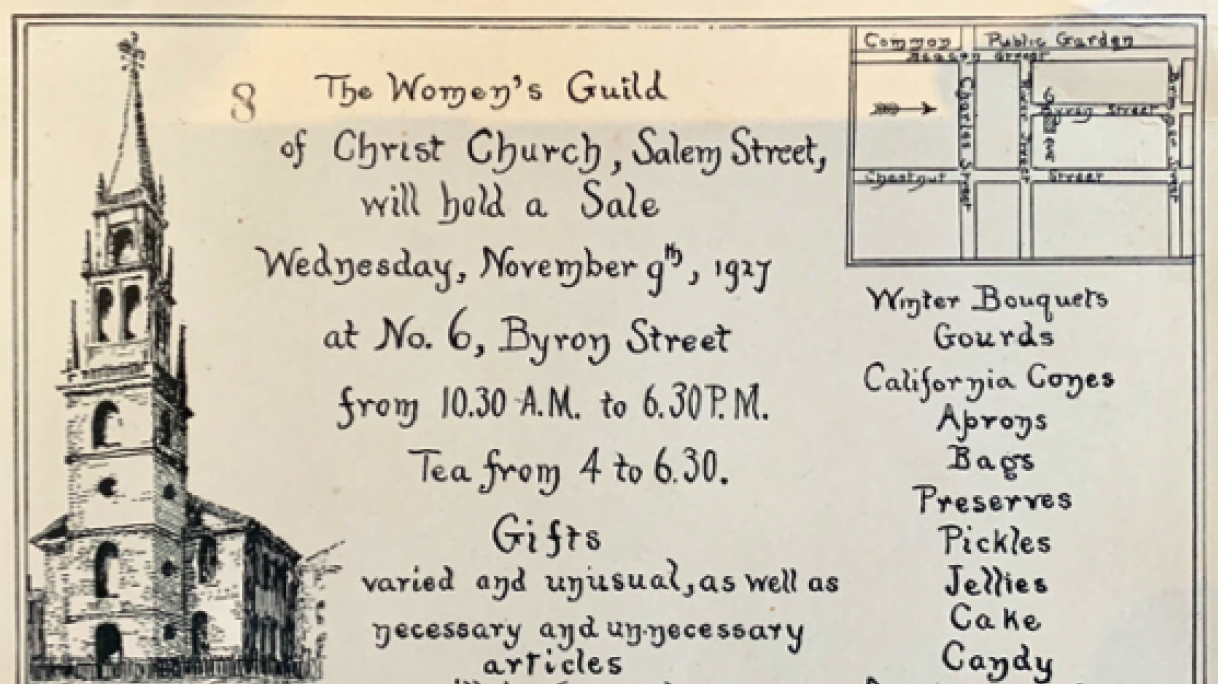 8
The Women's Guild
of Christ Church, Salem Street,
will hold a Sale
Wednesday, November 9th, 1927
at No. 6, Byron Street
from 10.30 A.M. to 6.30 P.M.
Tea from 4 to 6.30.
Gifts
varied and unusual, as well as
necessary and un-necessary
articles
Common Public Garden
Beacon Street
Charles Street
River Street
6
Byron Street
Chestnut Street
Winter Bouquets
Gourds
California Cones
Aprons
Bags
Preserves
Pickles
Jellies
Cake
Candy